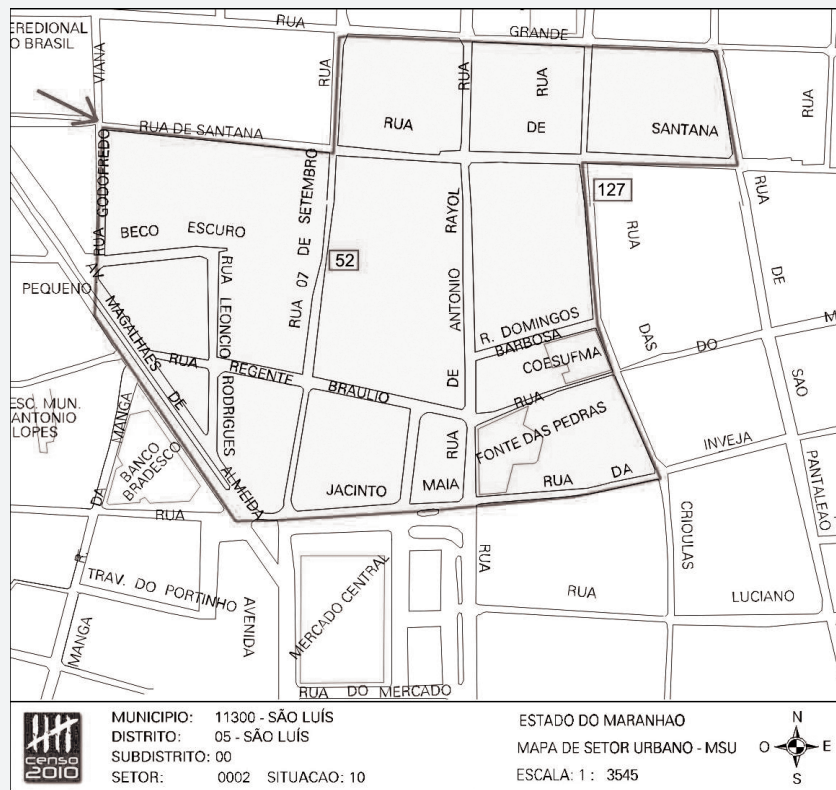 RUA
GRANDE
EREDIONAL
O BRASIL
VIANA
RUA
RUA
RUA
RUA
RUA DE SANTANA
RUA DE SANTANA
RUA GODOFREDO
BECO ESCURO
RUA 07 DE SETEMBRO
RUA DE ANTONIO RAYOL
127
52
RUA DAS CRIOULAS
RUA DE SAO PANTALEAO
PEQUENO
AV. MAGALHAES DE ALMEIDA
RUA LEONCIO RODRIGUES
R. DOMINGOS
BARBOSA
COESUFMA
RUA DO
M
RUA REGENTE BRAULIO
ESC. MUN.
ANTONIO
LOPES
R. DA MANGA
BANCO
BRADESCO
FONTE DAS PEDRAS
RUA DA INVEJA
JACINTO MAIA
RUA
RUA
TRAV. DO PORTINHO
AVENIDA
MERCADO CENTRAL
RUA LUCIANO
MANGA
RUA DO MERCADO
censo
2010
MUNICIPIO: 11300 - SÃO LUÍS
DISTRITO: 05 - SÃO LUÍS
SUBDISTRITO: 00
SETOR: 0002 SITUACAO: 10
ESTADO DO MARANHAO
MAPA DE SETOR URBANO - MSU
ESCALA: 1 : 3545
N
O E
S